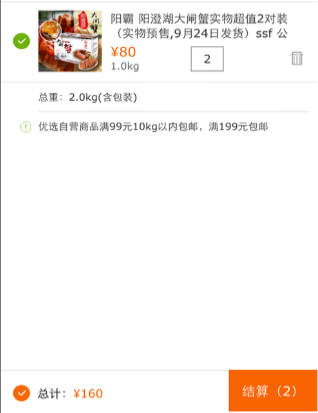 阳霸 阳澄湖大闸蟹实物超值2对装
（实物预售,9月24日发货）ssf 公
¥80
1.0kg
2
总重：2.0kg(含包装)
优选自营商品满99元10kg以内包邮，满199元包邮
总计：¥160
结算（2）